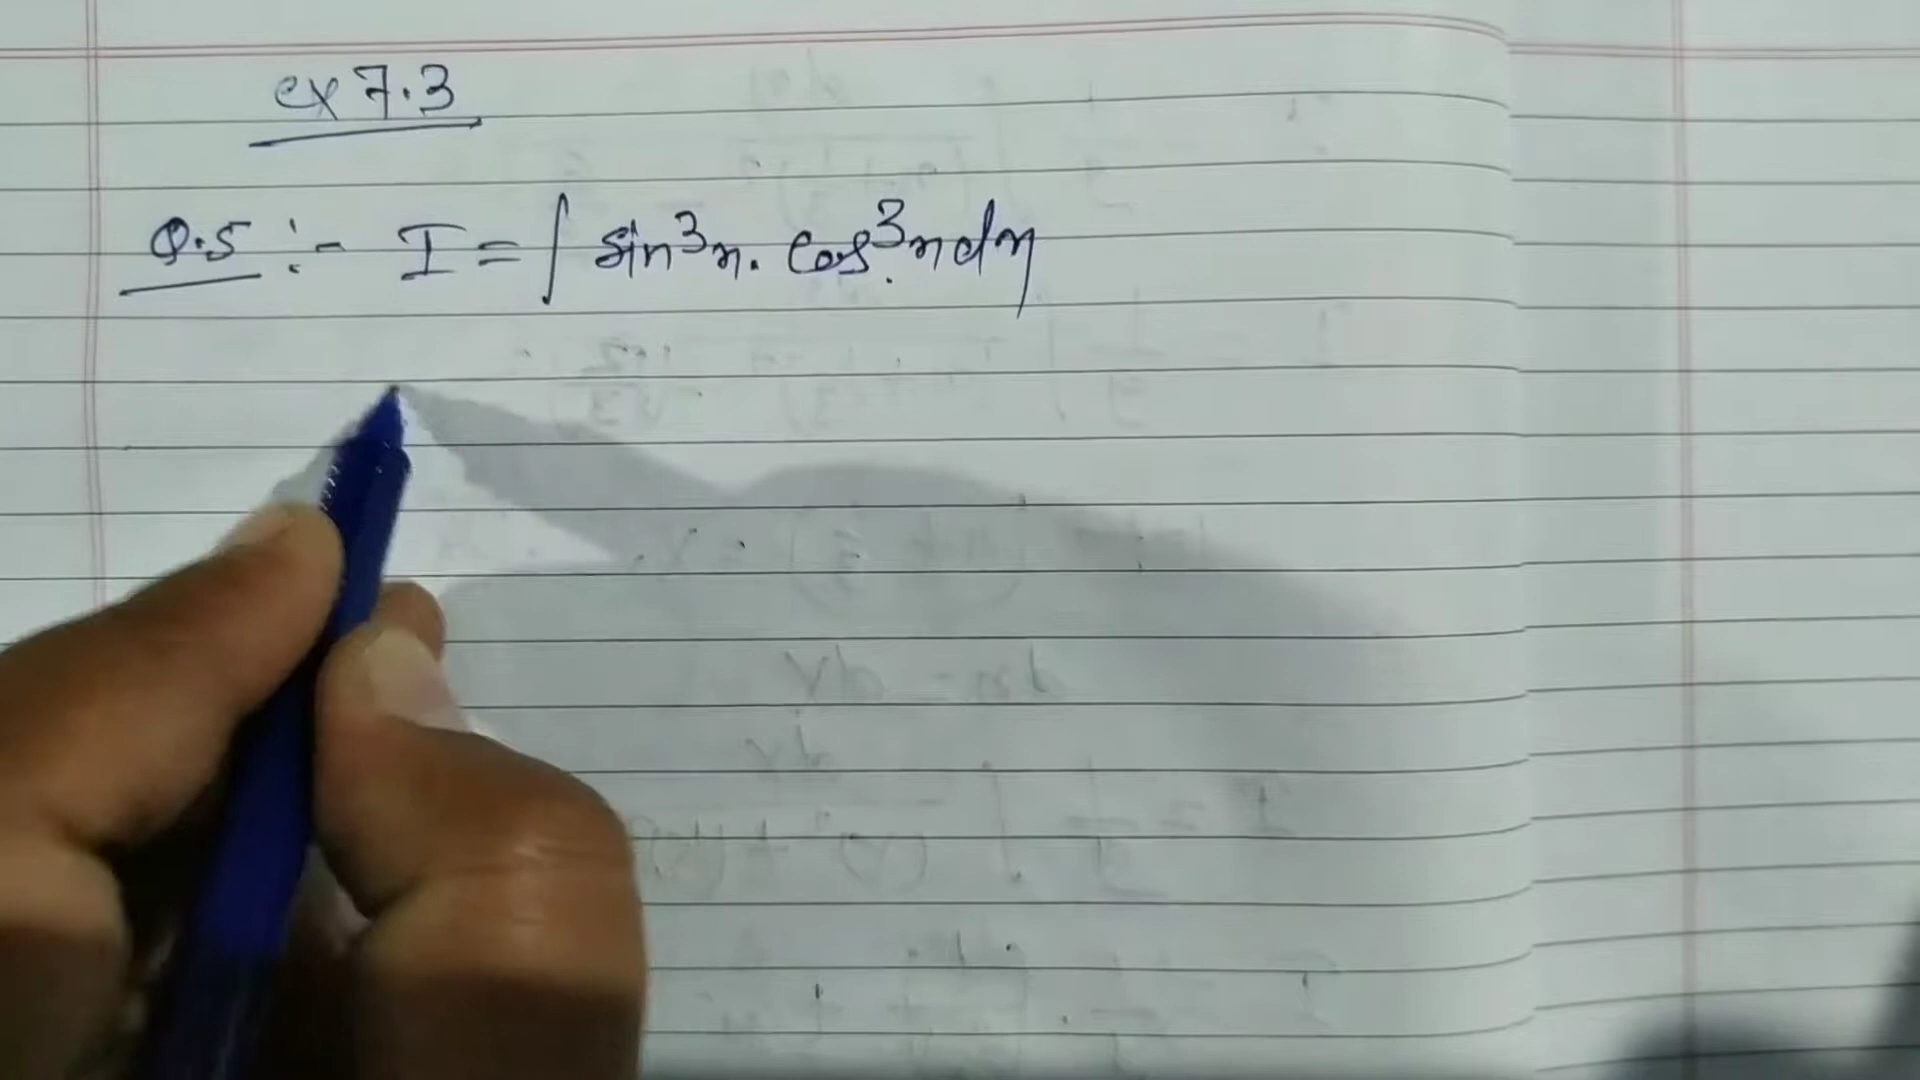 ex 7.3
Q.5 :- I = ∫ sin³x. cos³x dx